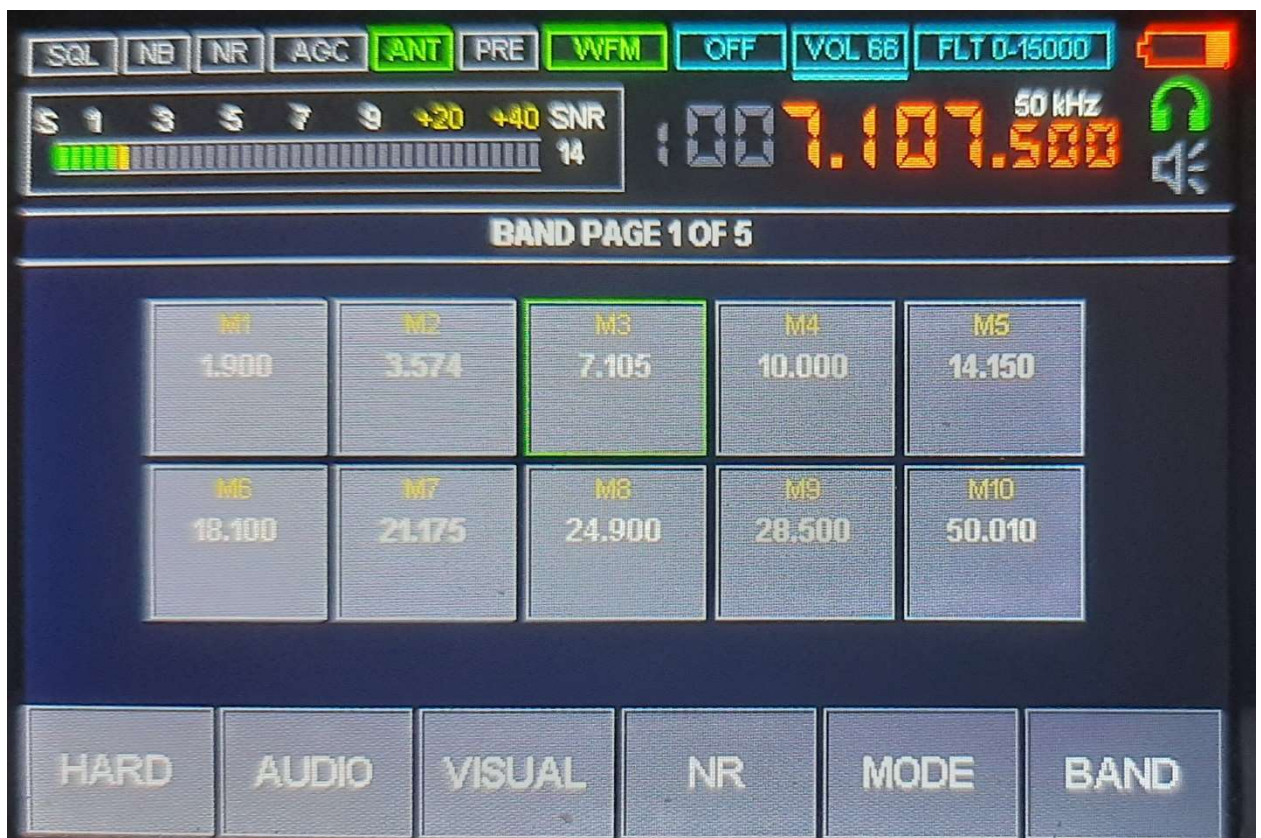 SQL NB NR AGC ANT PRE WFM OFF VOL 66 FLT 0-15000
S 1 3 5 7 9 +20 +40 SNR
14
50 kHz
7.107.500
BAND PAGE 1 OF 5
M1 M2 M3 M4 M5
1.900 3.574 7.105 10.000 14.150
M6 M7 M8 M9 M10
18.100 21.175 24.900 28.500 50.010
HARD AUDIO VISUAL NR MODE BAND